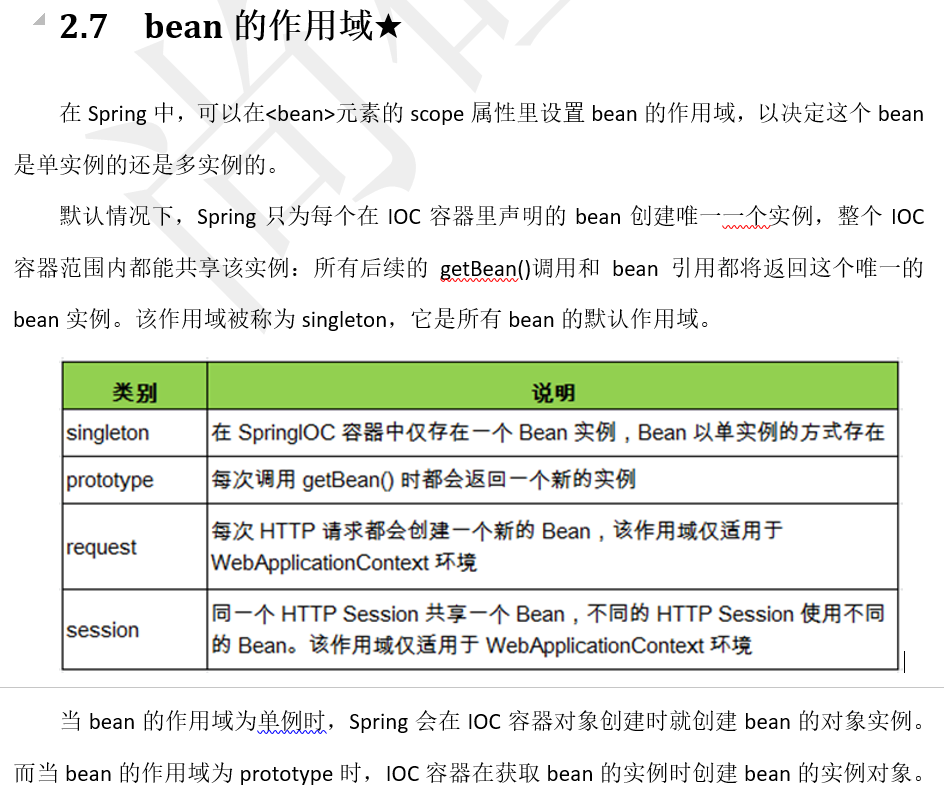 2.7 bean 的作用域★
在 Spring 中，可以在<bean>元素的 scope 属性里设置 bean 的作用域，以决定这个 bean
是单实例的还是多实例的。
默认情况下，Spring 只为每个在 IOC 容器里声明的 bean 创建唯一一个实例，整个 IOC
容器范围内都能共享该实例：所有后续的 getBean()调用和 bean 引用都将返回这个唯一的
bean 实例。该作用域被称为 singleton，它是所有 bean 的默认作用域。
类别 说明
singleton 在 SpringIOC 容器中仅存在一个 Bean 实例，Bean 以单实例的方式存在
prototype 每次调用 getBean() 时都会返回一个新的实例
request 每次 HTTP 请求都会创建一个新的 Bean，该作用域仅适用于
WebApplicationContext 环境
session 同一个 HTTP Session 共享一个 Bean，不同的 HTTP Session 使用不同
的 Bean。该作用域仅适用于 WebApplicationContext 环境
当 bean 的作用域为单例时，Spring 会在 IOC 容器对象创建时就创建 bean 的对象实例。
而当 bean 的作用域为 prototype 时，IOC 容器在获取 bean 的实例时创建 bean 的实例对象。